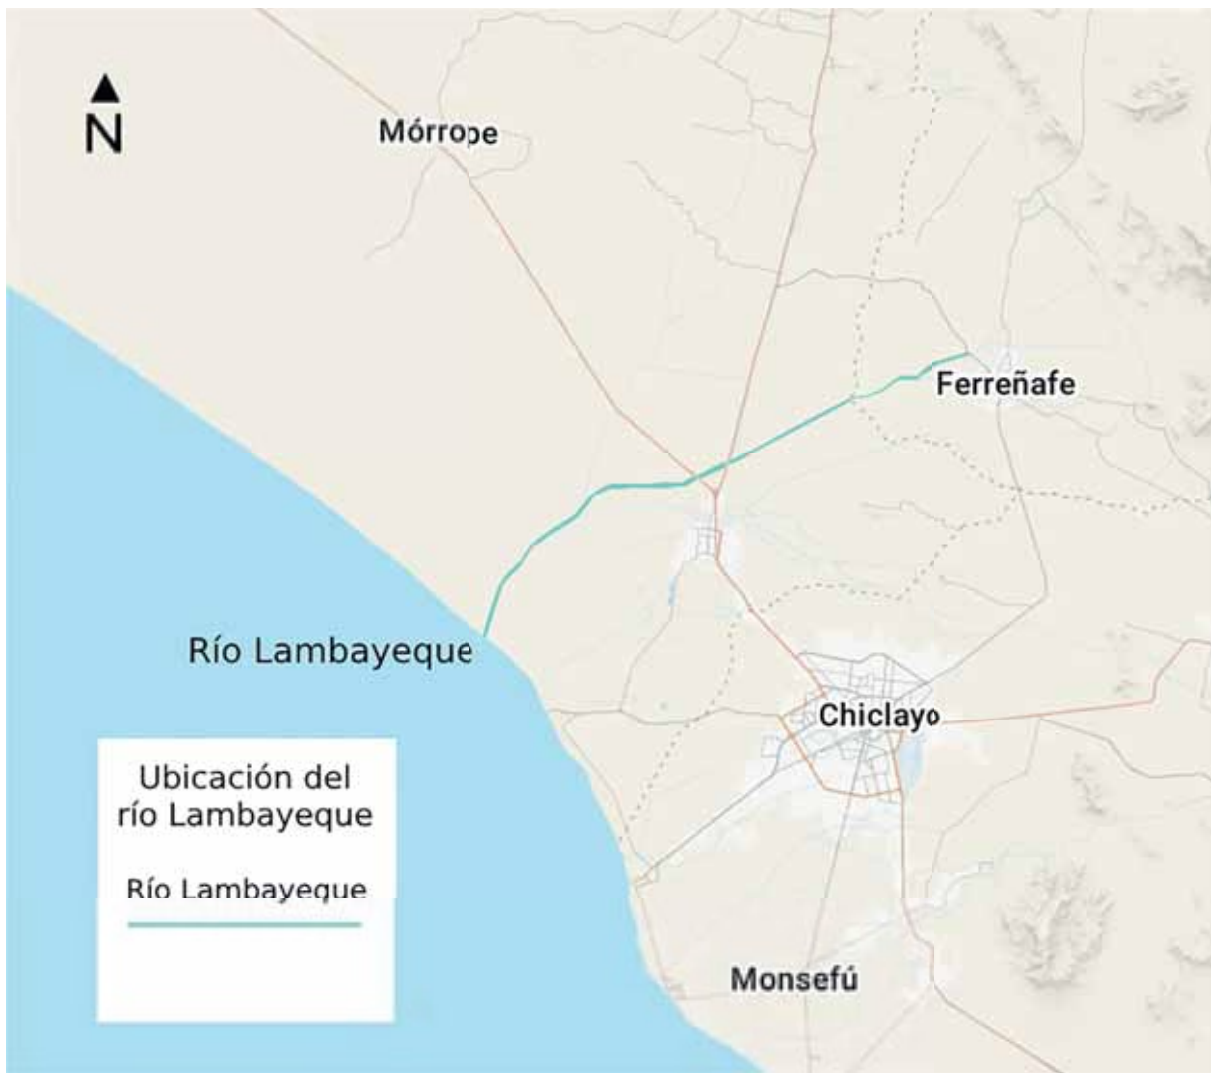 N
Mórrope
Ferreñafe
Río Lambayeque
Chiclayo
Ubicación del
río Lambayeque
Río Lambayeque
Monsefú